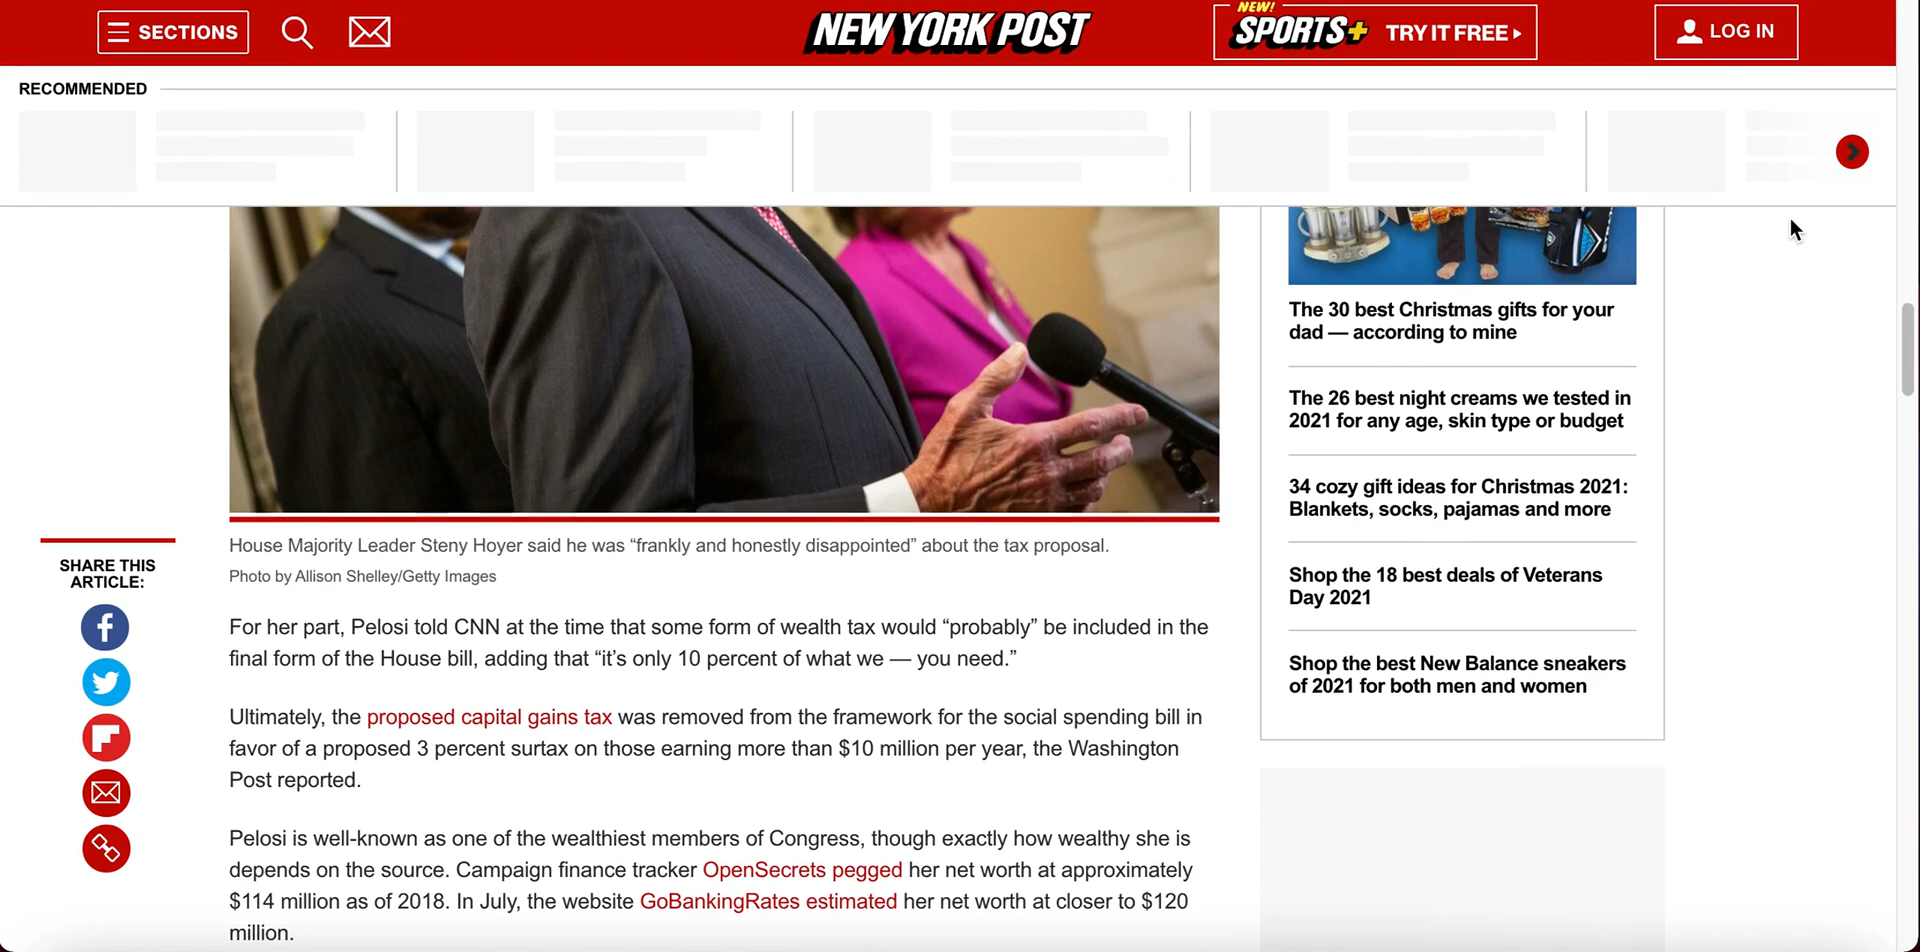 SECTIONS
NEW YORK POST
NEW!
SPORTS+ TRY IT FREE
LOG IN
RECOMMENDED
The 30 best Christmas gifts for your
dad — according to mine
The 26 best night creams we tested in
2021 for any age, skin type or budget
34 cozy gift ideas for Christmas 2021:
Blankets, socks, pajamas and more
Shop the 18 best deals of Veterans
Day 2021
Shop the best New Balance sneakers
of 2021 for both men and women
SHARE THIS
ARTICLE:
House Majority Leader Steny Hoyer said he was “frankly and honestly disappointed” about the tax proposal.
Photo by Allison Shelley/Getty Images
For her part, Pelosi told CNN at the time that some form of wealth tax would “probably” be included in the
final form of the House bill, adding that “it’s only 10 percent of what we — you need.”
Ultimately, the proposed capital gains tax was removed from the framework for the social spending bill in
favor of a proposed 3 percent surtax on those earning more than $10 million per year, the Washington
Post reported.
Pelosi is well-known as one of the wealthiest members of Congress, though exactly how wealthy she is
depends on the source. Campaign finance tracker OpenSecrets pegged her net worth at approximately
$114 million as of 2018. In July, the website GoBankingRates estimated her net worth at closer to $120
million.